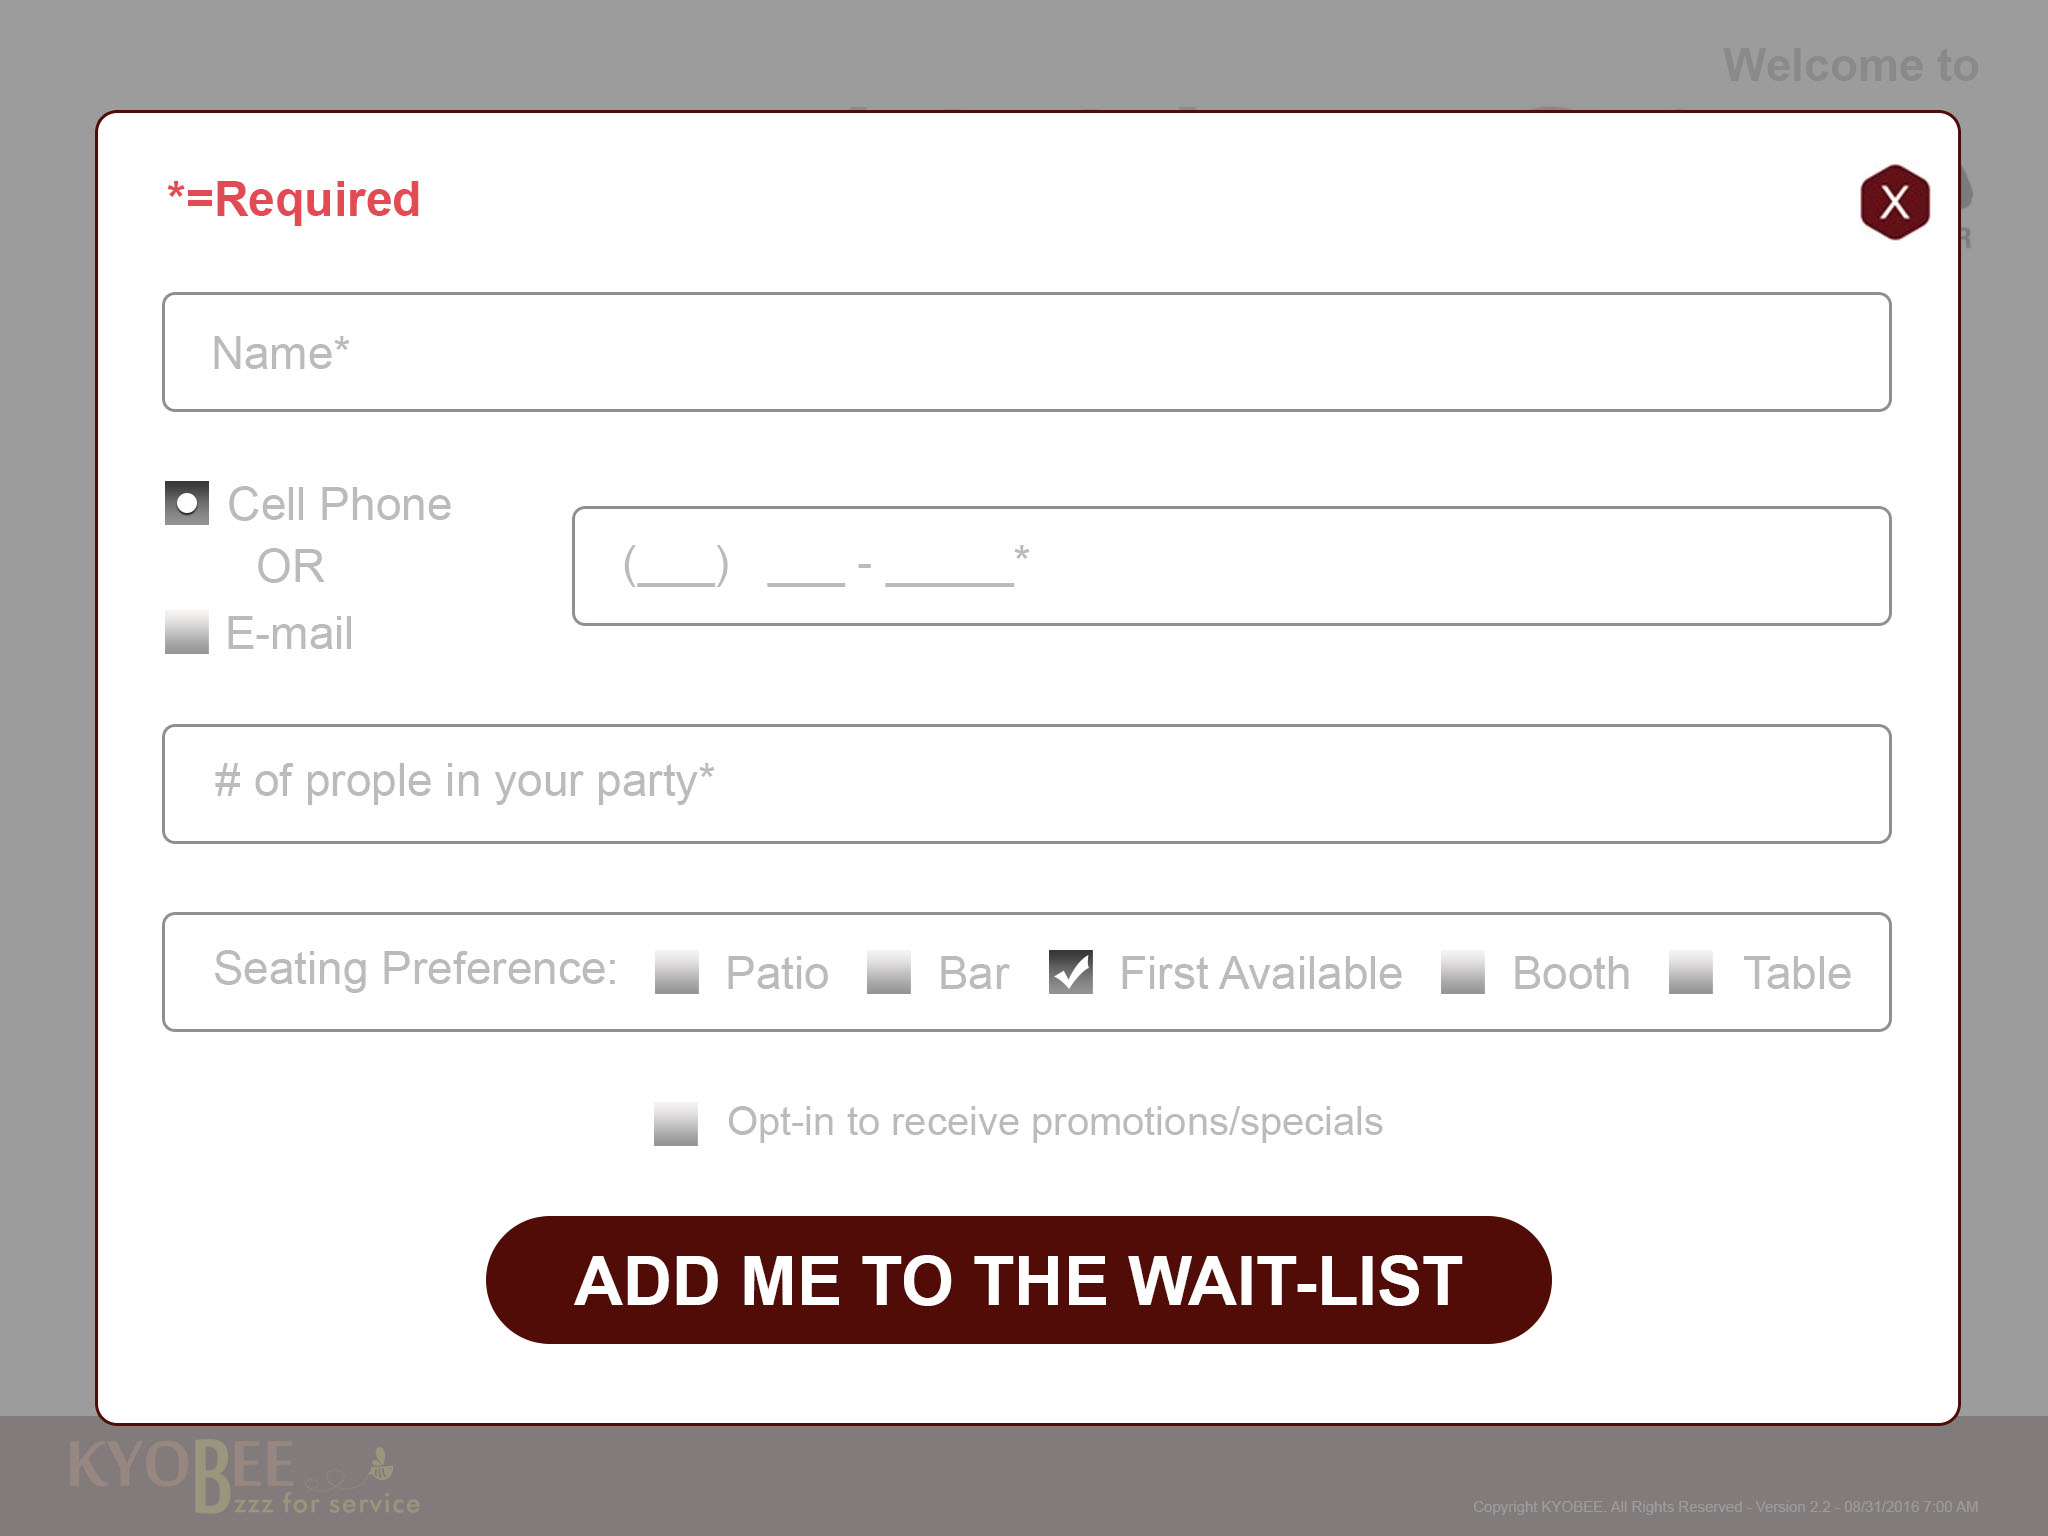 Welcome to
*=Required
X
R
Name*
Cell Phone
OR
E-mail
(___) ___ - _____*
# of prople in your party*
Seating Preference: Patio Bar First Available Booth Table
Opt-in to receive promotions/specials
ADD ME TO THE WAIT-LIST
KYOBEE
Bzzz for service
Copyright KYOBEE. All Rights Reserved - Version 2.2 - 08/31/2016 7:00 AM